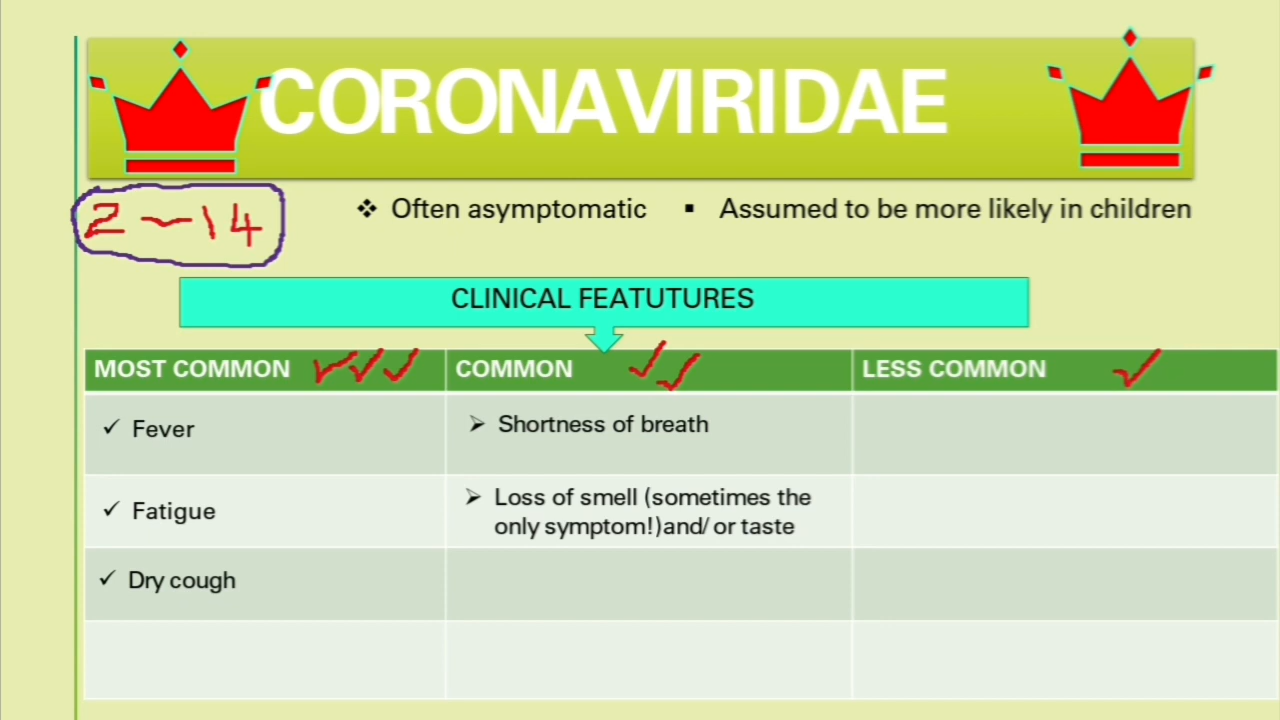 CORONAVIRIDAE
2 ~ 14
Often asymptomatic
Assumed to be more likely in children
CLINICAL FEATUTURES
MOST COMMON
COMMON
LESS COMMON
Fever
Shortness of breath
Fatigue
Loss of smell (sometimes the
only symptom!)and/ or taste
Dry cough